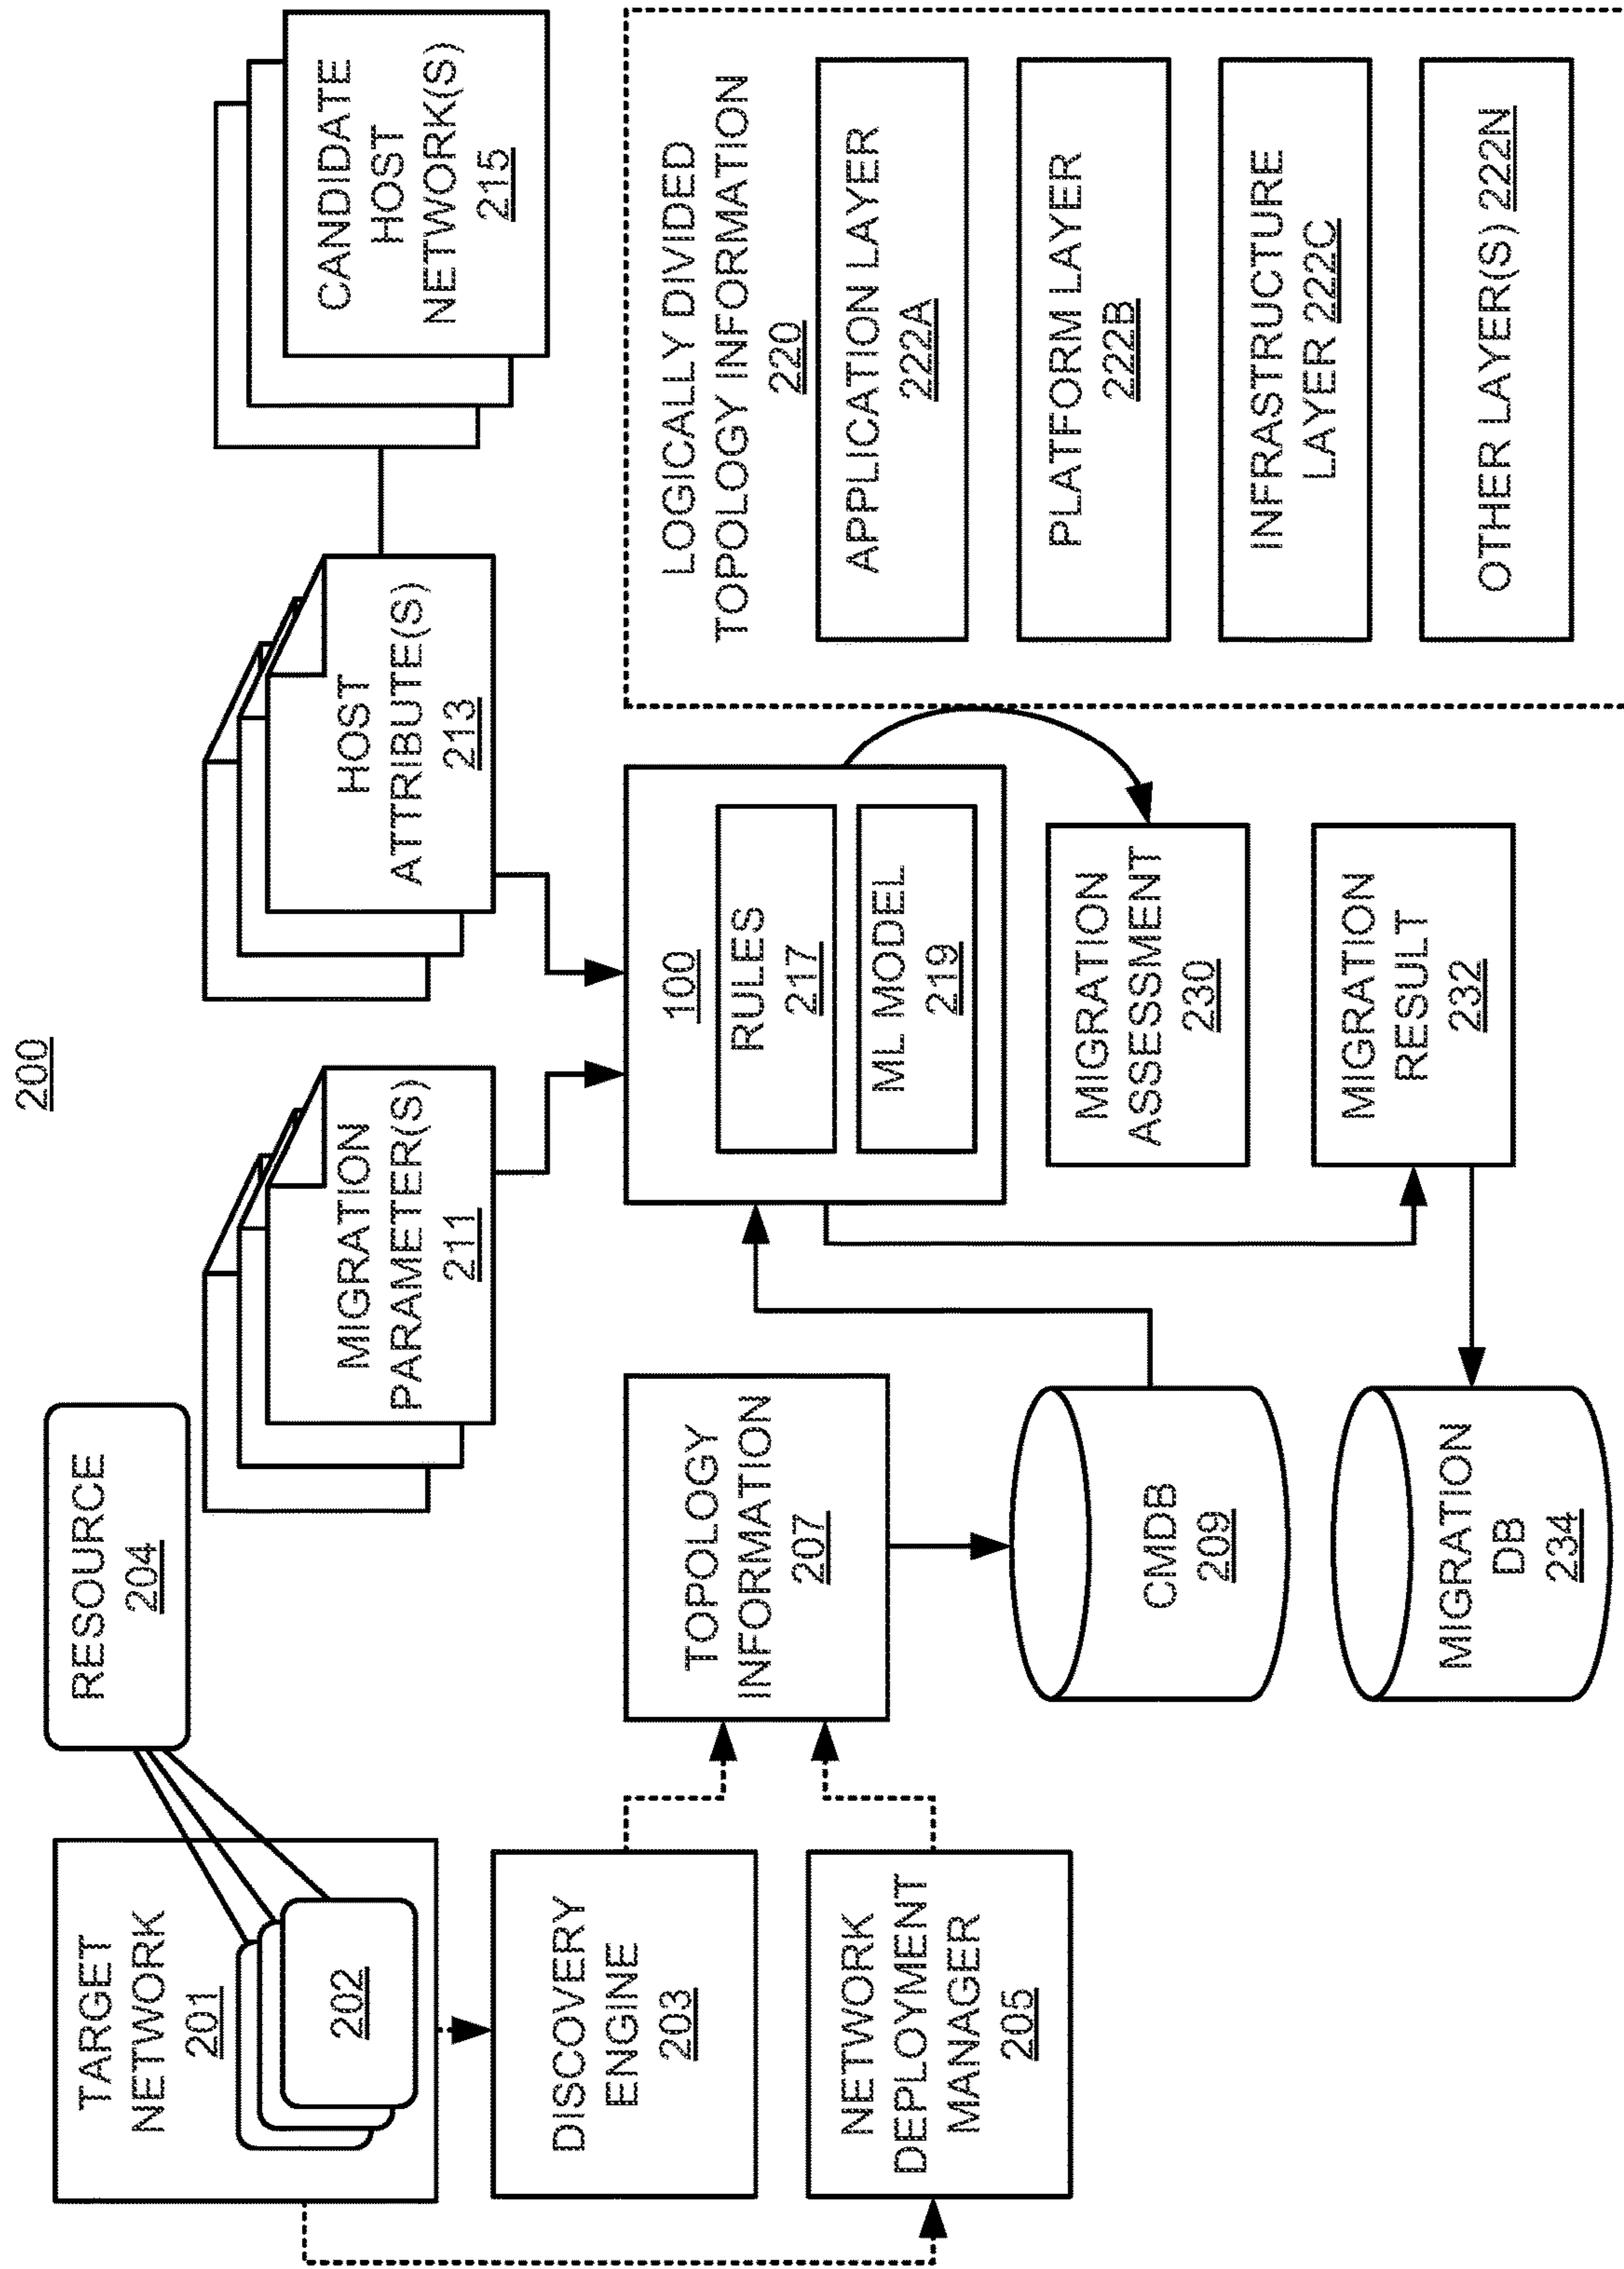 200
TARGET
NETWORK
201
202
RESOURCE
204
DISCOVERY
ENGINE
203
NETWORK
DEPLOYMENT
MANAGER
205
TOPOLOGY
INFORMATION
207
CMDB
209
MIGRATION
DB
234
MIGRATION
PARAMETER(S)
211
HOST
ATTRIBUTE(S)
213
CANDIDATE
HOST
NETWORK(S)
215
100
RULES
217
ML MODEL
219
MIGRATION
ASSESSMENT
230
MIGRATION
RESULT
232
LOGICALLY DIVIDED
TOPOLOGY INFORMATION
220
APPLICATION LAYER
222A
PLATFORM LAYER
222B
INFRASTRUCTURE
LAYER 222C
OTHER LAYER(S) 222N